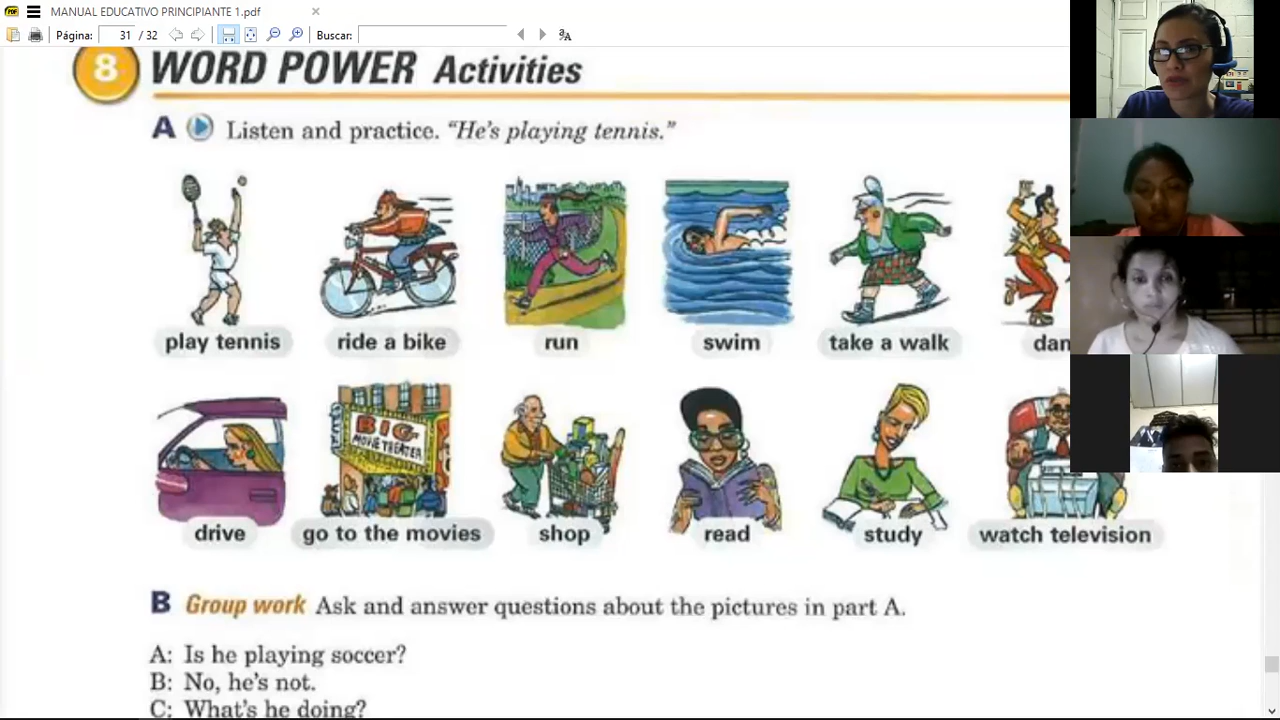 MANUAL EDUCATIVO PRINCIPIANTE 1.pdf
Página: 31 / 32 Buscar:
8 WORD POWER Activities
A Listen and practice. “He’s playing tennis.”
play tennis ride a bike run swim take a walk dan
BIG
MOVIE THEATER
drive go to the movies shop read study watch television
B Group work Ask and answer questions about the pictures in part A.
A: Is he playing soccer?
B: No, he’s not.
C: What’s he doing?